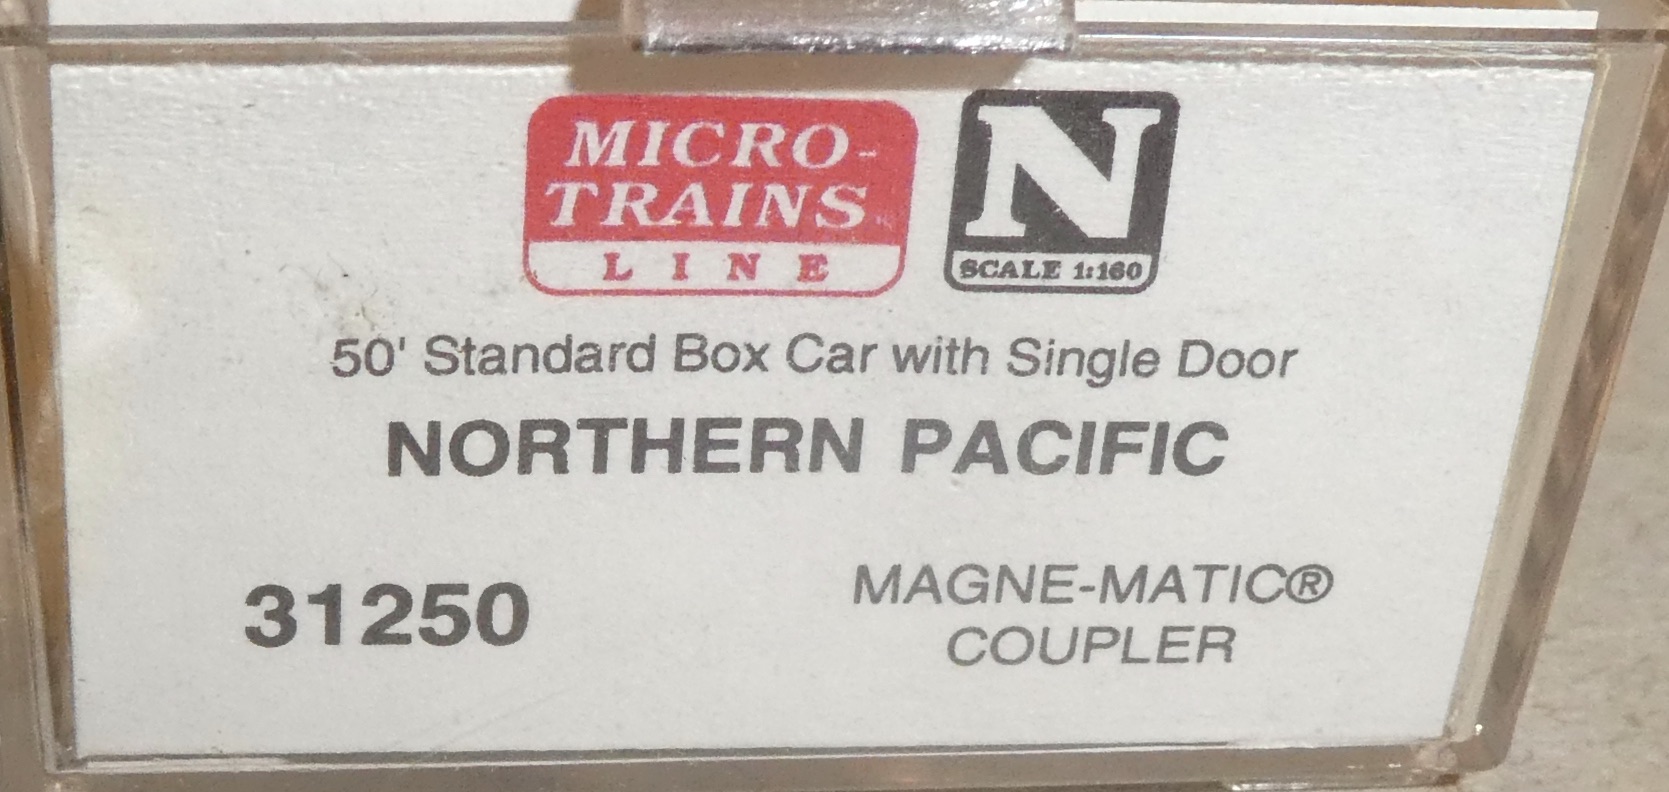 MICRO-
TRAINS
LINE
N
SCALE 1:160
50' Standard Box Car with Single Door
NORTHERN PACIFIC
31250
MAGNE-MATIC®
COUPLER